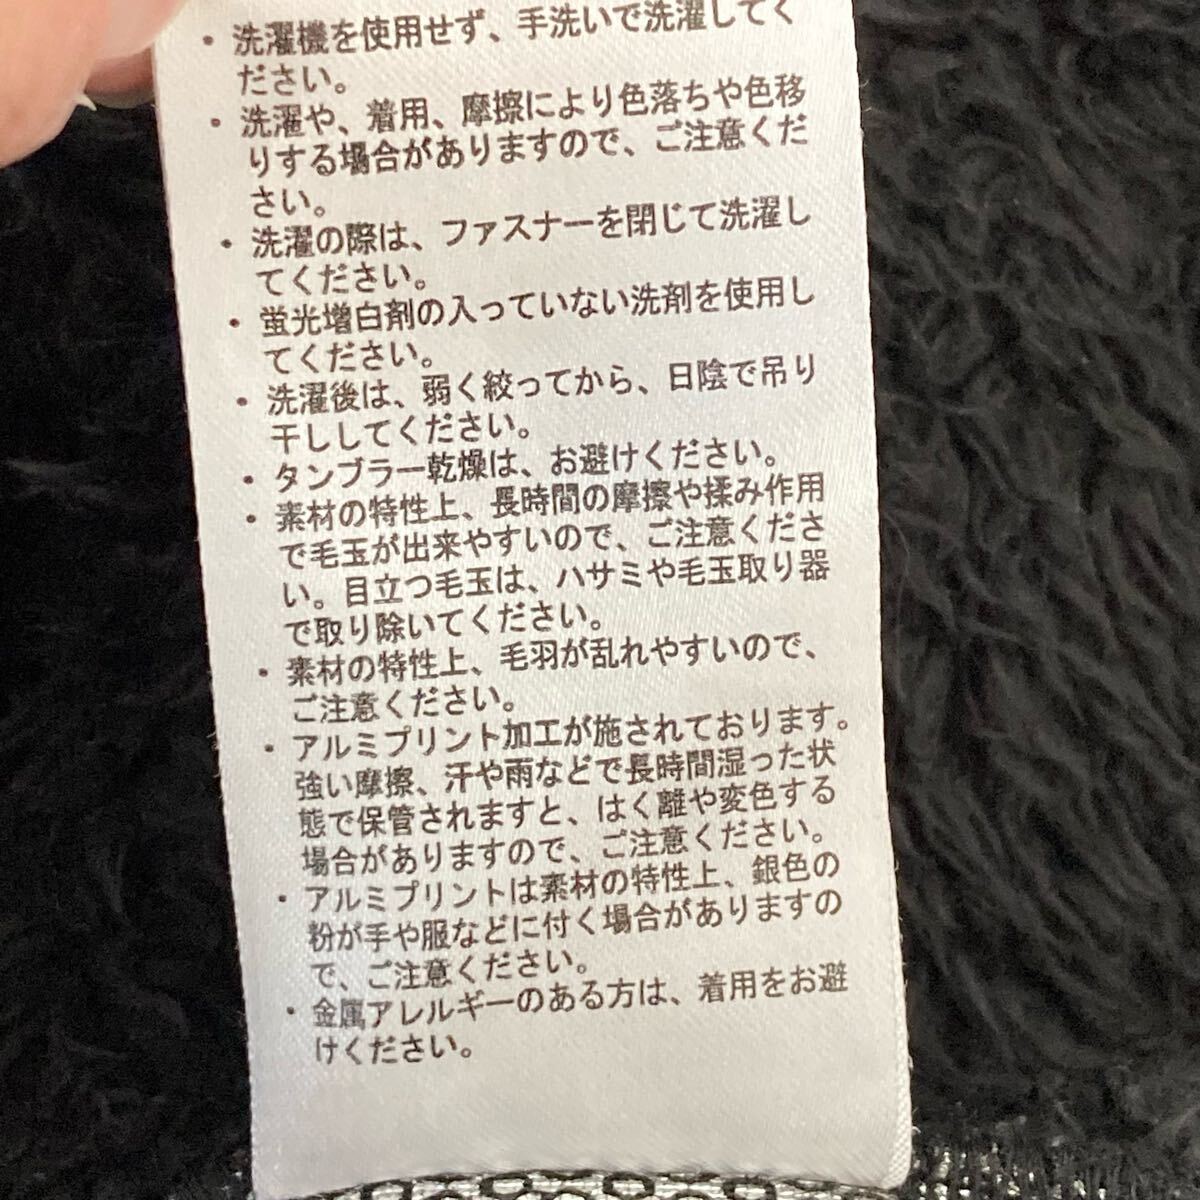 ・洗濯機を使用せず、手洗いで洗濯してく
ださい。
・洗濯や、着用、摩擦により色落ちや色移
りする場合がありますので、ご注意くだ
さい。
・洗濯の際は、ファスナーを閉じて洗濯し
てください。
・蛍光増白剤の入っていない洗剤を使用し
てください。
・洗濯後は、弱く絞ってから、日陰で吊り
干ししてください。
・タンブラー乾燥は、お避けください。
・素材の特性上、長時間の摩擦や揉み作用
で毛玉が出来やすいので、ご注意くださ
い。目立つ毛玉は、ハサミや毛玉取り器
で取り除いてください。
・素材の特性上、毛羽が乱れやすいので、
ご注意ください。
・アルミプリント加工が施されております。
強い摩擦、汗や雨などで長時間湿った状
態で保管されますと、はく離や変色する
場合がありますので、ご注意ください。
・アルミプリントは素材の特性上、銀色の
粉が手や服などに付く場合がありますの
で、ご注意ください。
・金属アレルギーのある方は、着用をお避
けください。